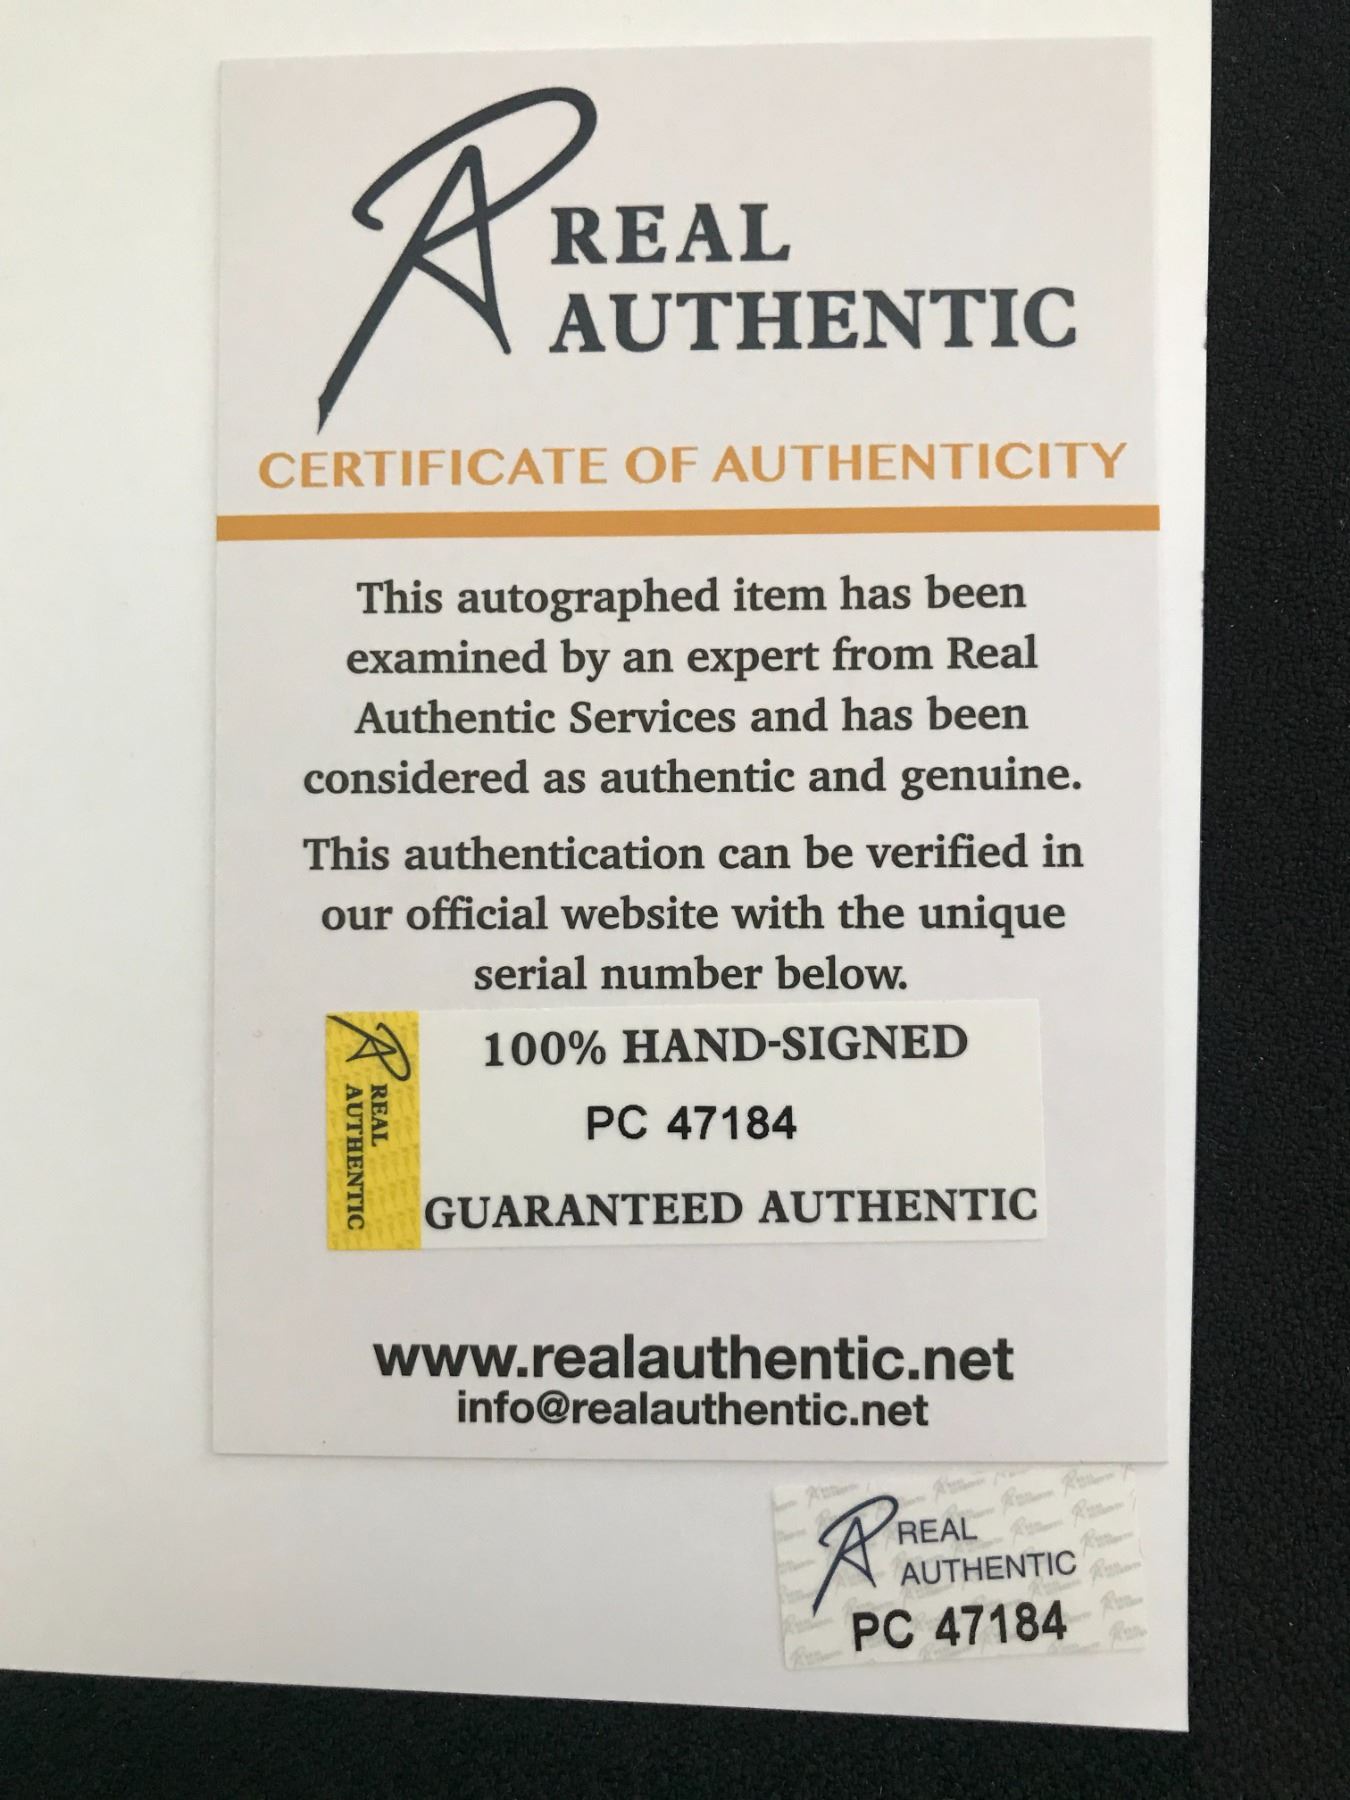 REAL
AUTHENTIC
CERTIFICATE OF AUTHENTICITY
This autographed item has been
examined by an expert from Real
Authentic Services and has been
considered as authentic and genuine.
This authentication can be verified in
our official website with the unique
serial number below.
REAL
AUTHENTIC
100% HAND-SIGNED
PC 47184
GUARANTEED AUTHENTIC
www.realauthentic.net
info@realauthentic.net
REAL
AUTHENTIC
PC 47184